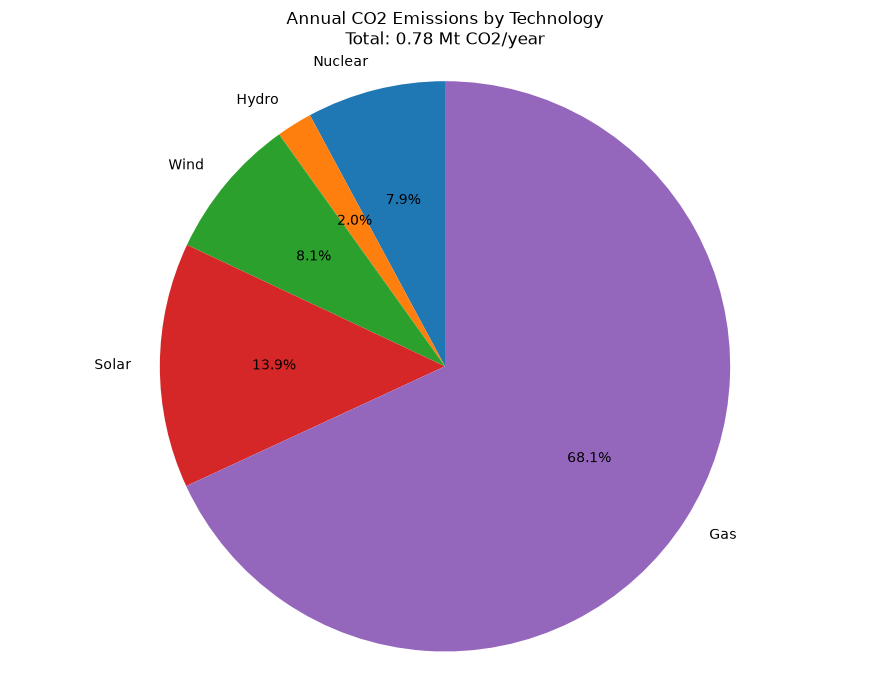 Annual CO2 Emissions by Technology
Total: 0.78 Mt CO2/year
Nuclear
Hydro
Wind
7.9%
2.0%
8.1%
Solar
13.9%
68.1%
Gas